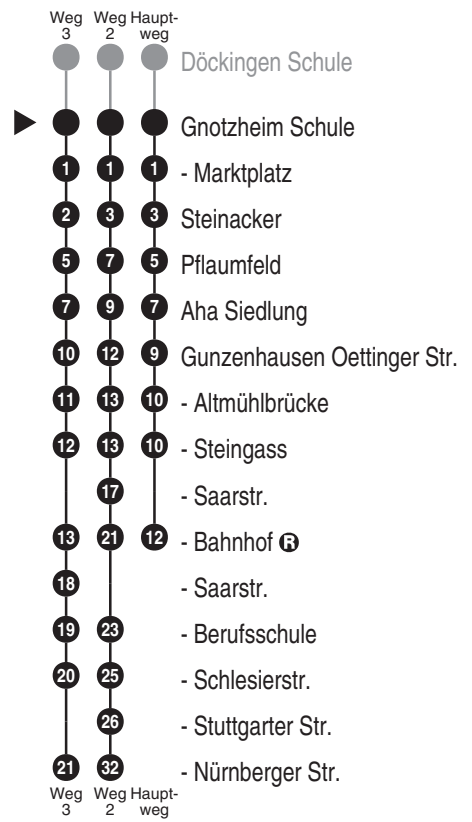 Weg Weg Haupt-
3 2 weg
Döckingen Schule
Gnotzheim Schule
1 1 1 - Marktplatz
2 3 3 Steinacker
5 7 5 Pflaumfeld
7 9 7 Aha Siedlung
10 12 9 Gunzenhausen Oettinger Str.
11 13 10 - Altmühlbrücke
12 13 10 - Steingass
17 - Saarstr.
13 21 12 - Bahnhof R
18 - Saarstr.
19 23 - Berufsschule
20 25 - Schlesierstr.
26 - Stuttgarter Str.
21 32 - Nürnberger Str.
Weg Weg Haupt-
3 2 weg